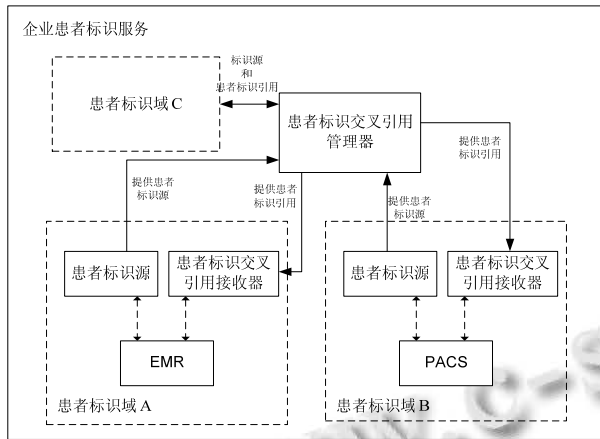 企业患者标识服务
标识源
和
患者标识引用
患者标识域 C
患者标识交叉引用
管理器
提供患者
标识引用
提供患者
标识源
提供患者
标识引用
提供患者
标识源
患者标识源
患者标识交叉
引用接收器
患者标识源
患者标识交叉
引用接收器
EMR
PACS
患者标识域 A
患者标识域 B